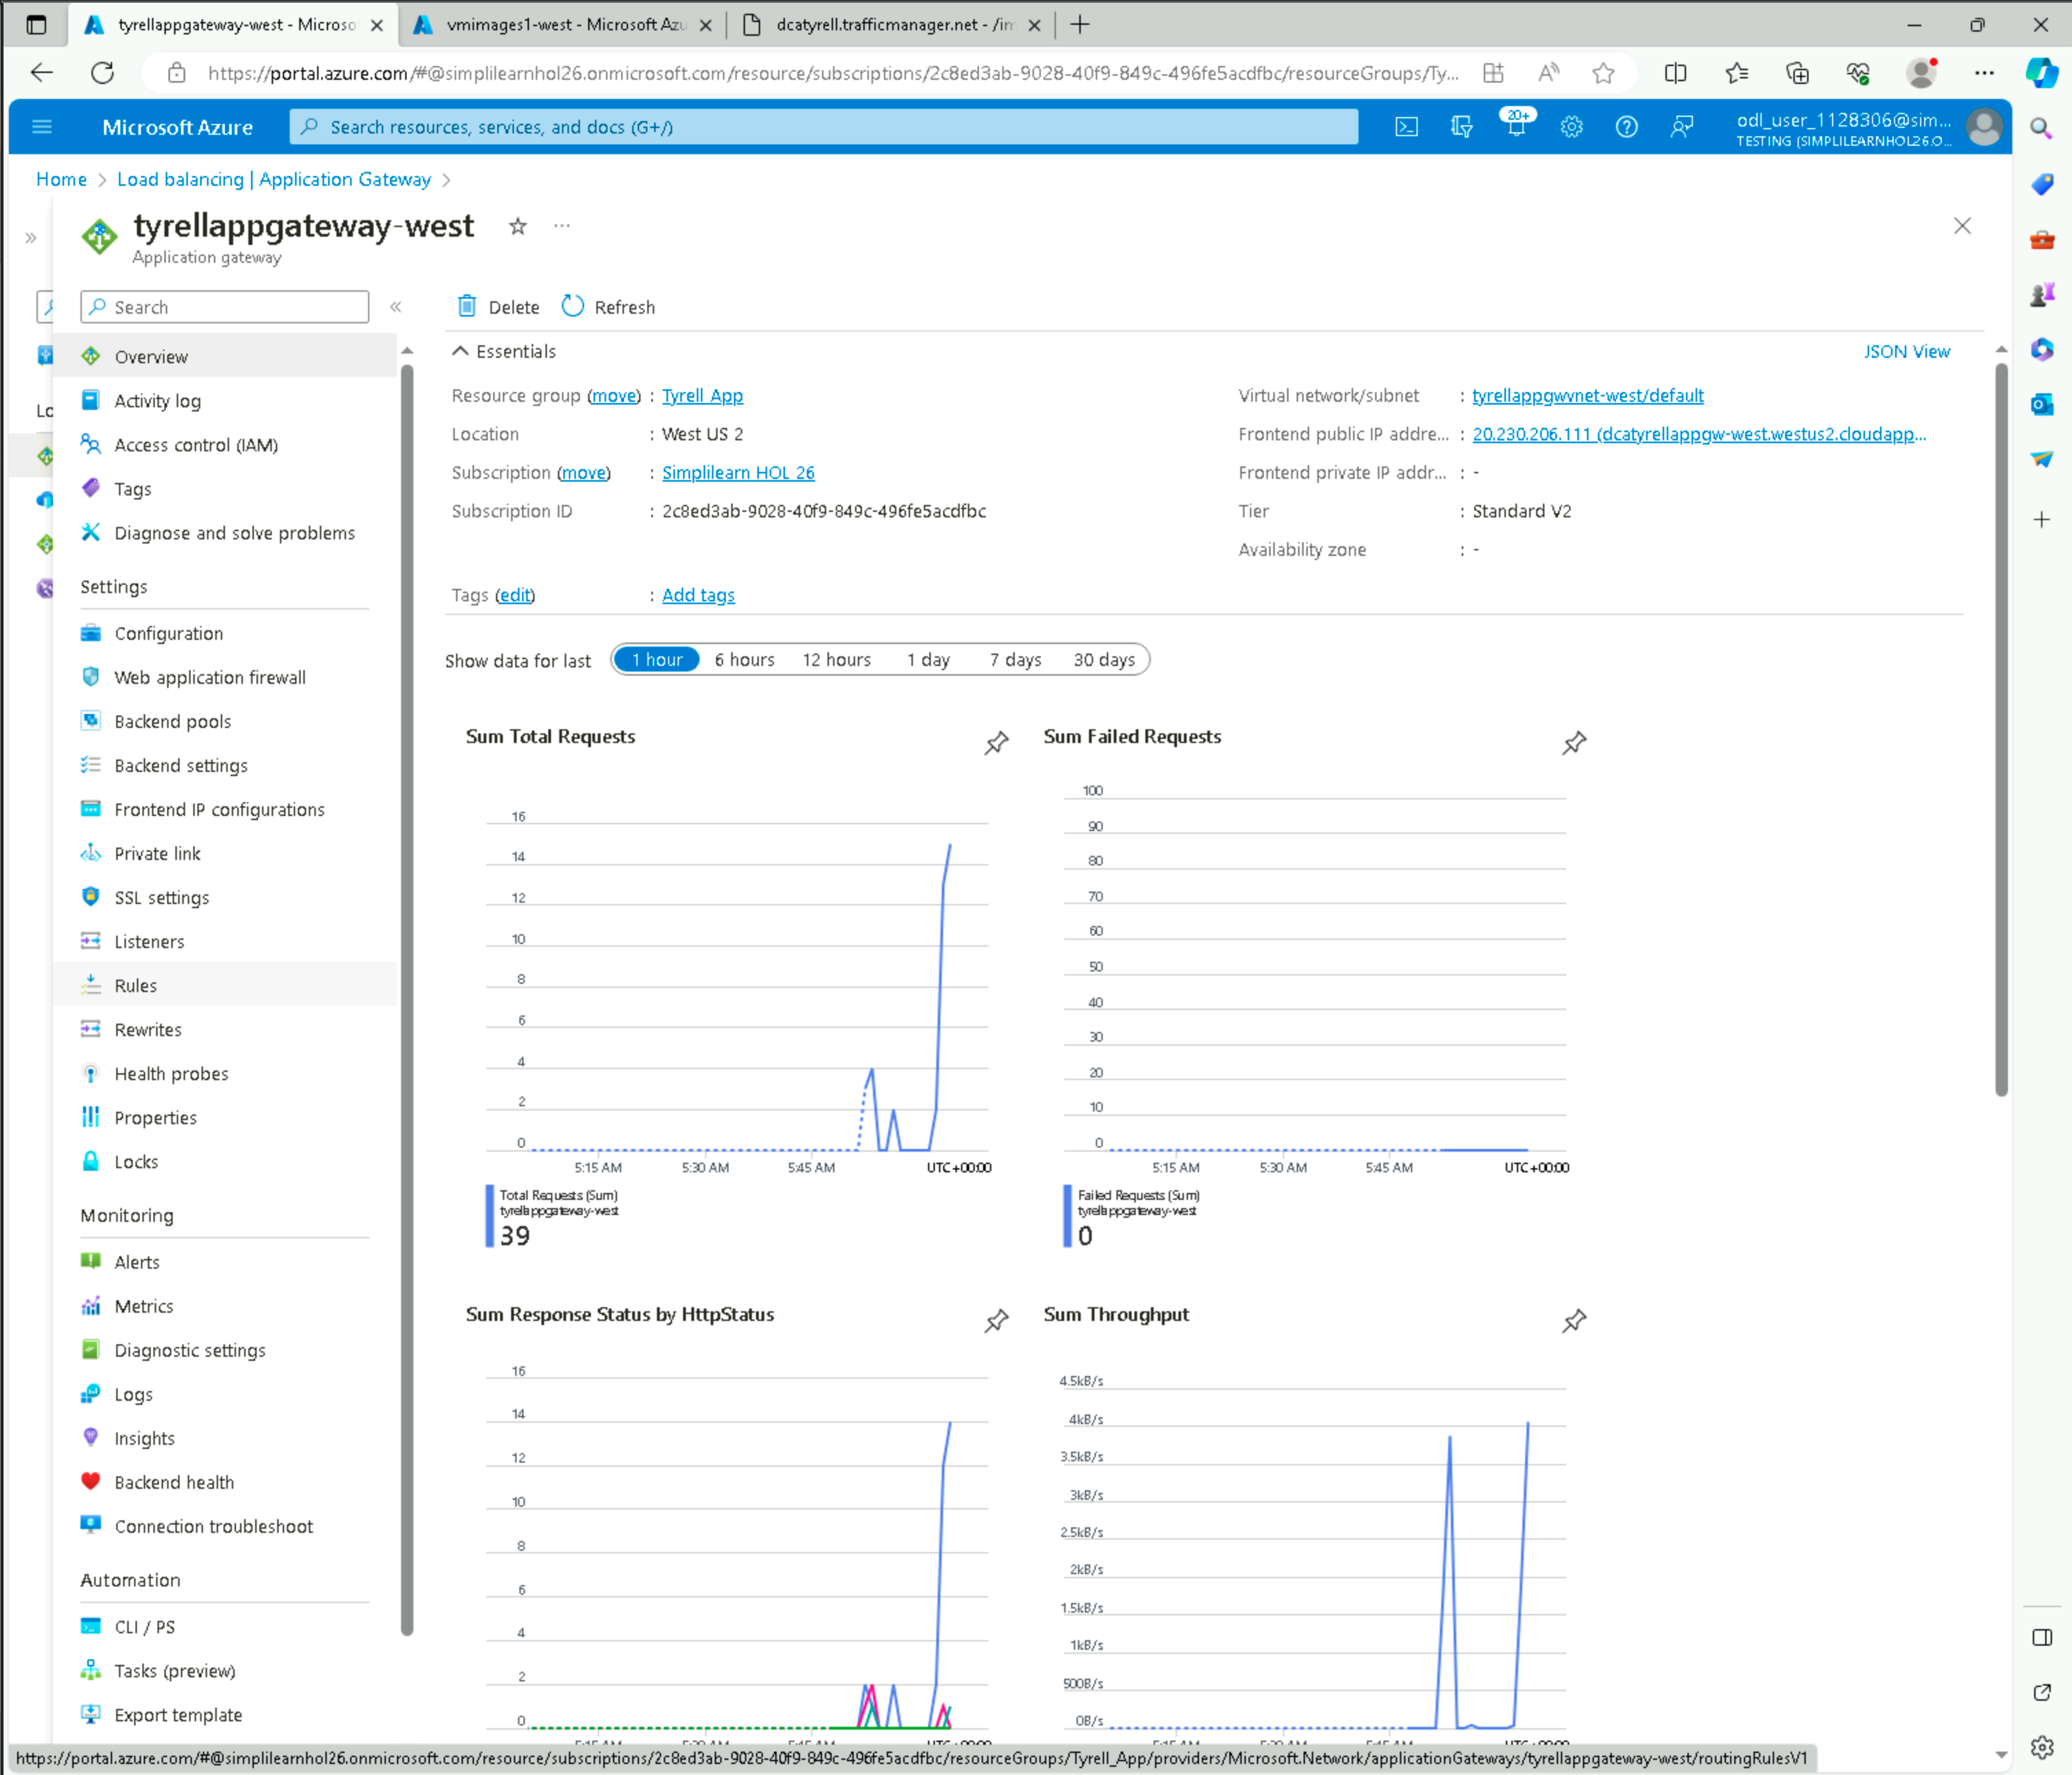 tyrellappgateway-west - Microso
vmimages1-west - Microsoft Azu
dcatyrell.trafficmanager.net - /im
https://portal.azure.com/#@simplilearnhol26.onmicrosoft.com/resource/subscriptions/2c8ed3ab-9028-40f9-849c-496fe5acdfbc/resourceGroups/Ty...
Microsoft Azure
Search resources, services, and docs (G+/)
20+
odl_user_1128306@sim...
TESTING (SIMPLILEARNHOL26.O...
Home > Load balancing | Application Gateway >
tyrellappgateway-west
Application gateway
Search
Delete
Refresh
Lo
Overview
Activity log
Access control (IAM)
Tags
Diagnose and solve problems
Settings
Configuration
Web application firewall
Backend pools
Backend settings
Frontend IP configurations
Private link
SSL settings
Listeners
Rules
Rewrites
Health probes
Properties
Locks
Monitoring
Alerts
Metrics
Diagnostic settings
Logs
Insights
Backend health
Connection troubleshoot
Automation
CLI / PS
Tasks (preview)
Export template
Essentials
JSON View
Resource group (move) : Tyrell_App
Location : West US 2
Subscription (move) : Simplilearn HOL 26
Subscription ID : 2c8ed3ab-9028-40f9-849c-496fe5acdfbc
Virtual network/subnet : tyrellappgwvnet-west/default
Frontend public IP addre... : 20.230.206.111 (dcatyrellappgw-west.westus2.cloudapp...
Frontend private IP addr... : -
Tier : Standard V2
Availability zone : -
Tags (edit) : Add tags
Show data for last 1 hour 6 hours 12 hours 1 day 7 days 30 days
Sum Total Requests
16
14
12
10
8
6
4
2
0
5:15 AM 5:30 AM 5:45 AM UTC+00:00
Total Requests (Sum)
tyrellappgateway-west
39
Sum Failed Requests
100
90
80
70
60
50
40
30
20
10
0
5:15 AM 5:30 AM 5:45 AM UTC+00:00
Failed Requests (Sum)
tyrellappgateway-west
0
Sum Response Status by HttpStatus
16
14
12
10
8
6
4
2
0
Sum Throughput
4.5kB/s
4kB/s
3.5kB/s
3kB/s
2.5kB/s
2kB/s
1.5kB/s
1kB/s
500B/s
0B/s
https://portal.azure.com/#@simplilearnhol26.onmicrosoft.com/resource/subscriptions/2c8ed3ab-9028-40f9-849c-496fe5acdfbc/resourceGroups/Tyrell_App/providers/Microsoft.Network/applicationGateways/tyrellappgateway-west/routingRulesV1